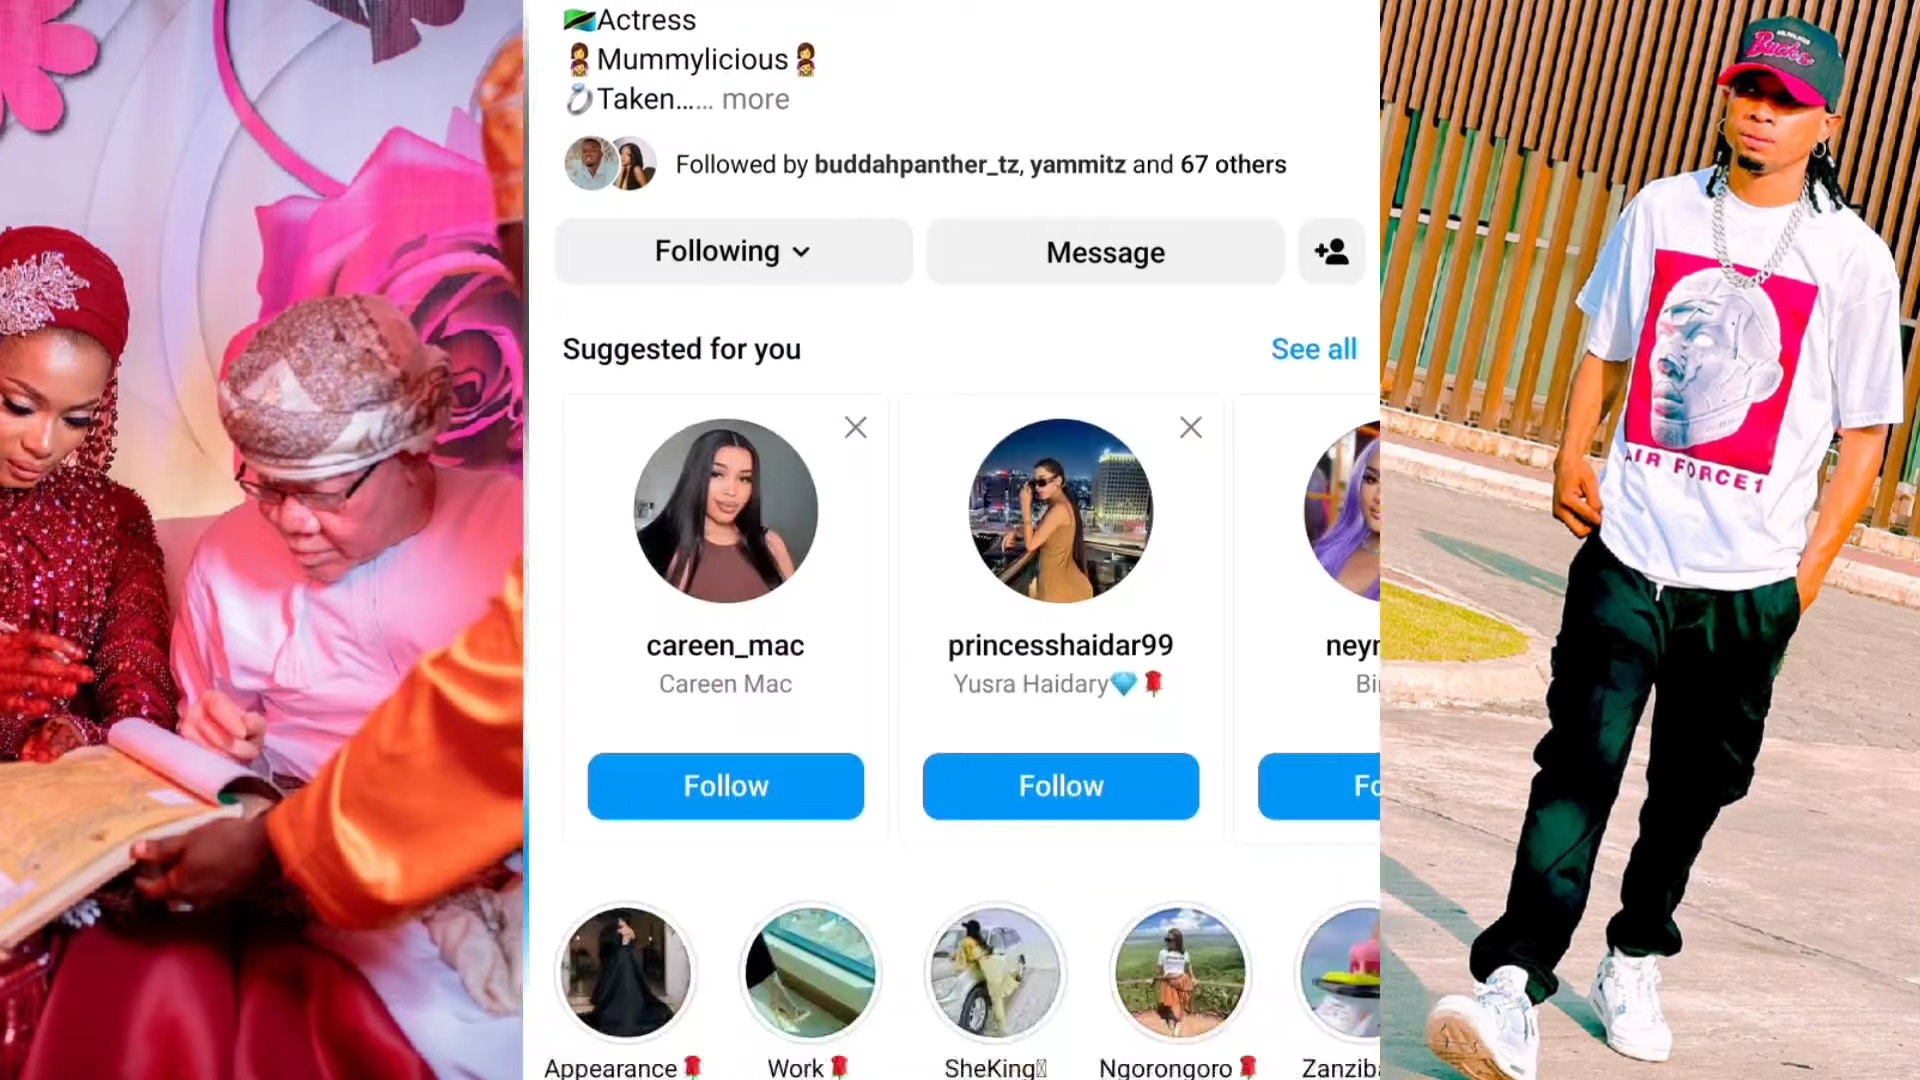 🇹🇿Actress
👩‍👧Mummylicious👩‍👧
💍Taken...... more
Followed by buddahpanther_tz, yammitz and 67 others
Following
Message
Suggested for you
See all
careen_mac
Careen Mac
Follow
princesshaidar99
Yusra Haidary💎🌹
Follow
Appearance🌹
Work🌹
SheKing
Ngorongoro🌹
Bucks
AIR FORCE 1